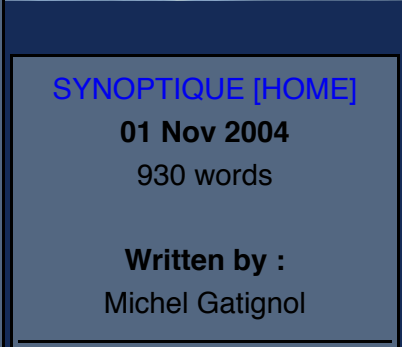 SYNOPTIQUE [HOME]
01 Nov 2004
930 words
Written by :
Michel Gatignol